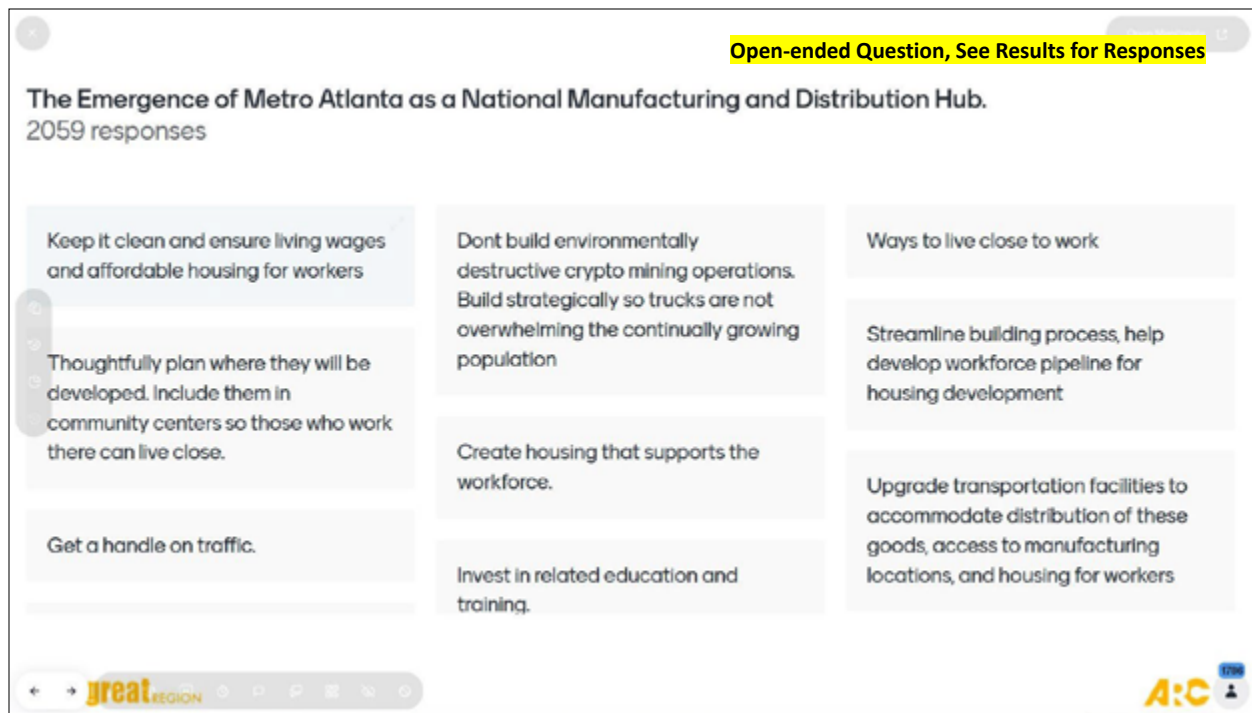 Open-ended Question, See Results for Responses
The Emergence of Metro Atlanta as a National Manufacturing and Distribution Hub.
2059 responses
Keep it clean and ensure living wages
and affordable housing for workers
Thoughtfully plan where they will be
developed. Include them in
community centers so those who work
there can live close.
Get a handle on traffic.
Dont build environmentally
destructive crypto mining operations.
Build strategically so trucks are not
overwhelming the continually growing
population
Create housing that supports the
workforce.
Invest in related education and
training.
Ways to live close to work
Streamline building process, help
develop workforce pipeline for
housing development
Upgrade transportation facilities to
accommodate distribution of these
goods, access to manufacturing
locations, and housing for workers
great REGION
ARC